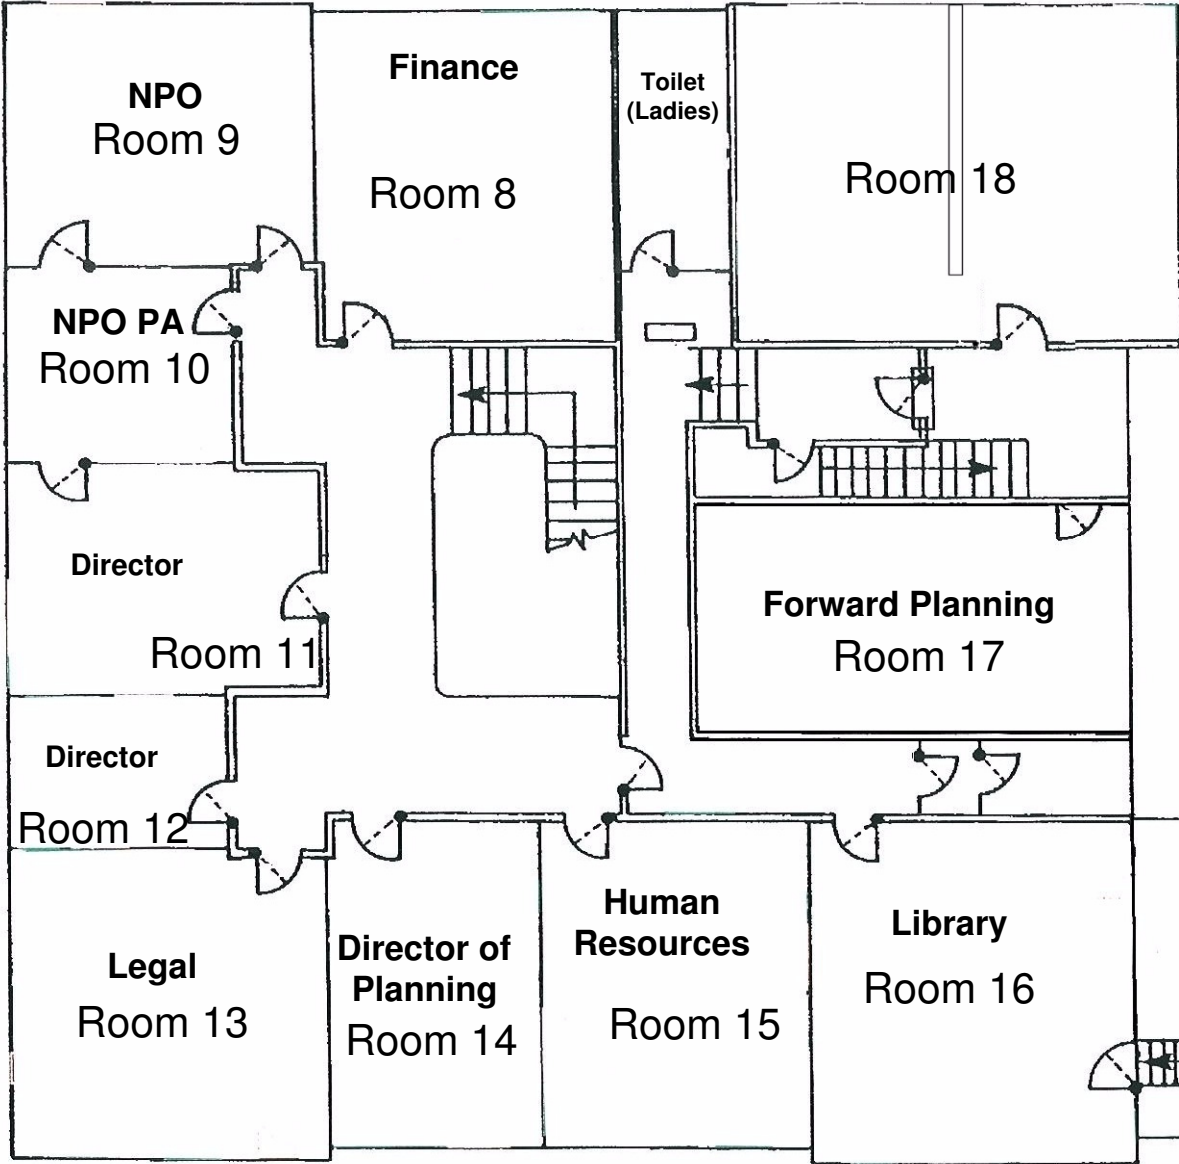 NPO
Room 9
Finance
Room 8
Toilet
(Ladies)
Room 18
NPO PA
Room 10
Director
Room 11
Forward Planning
Room 17
Director
Room 12
Legal
Room 13
Director of
Planning
Room 14
Human
Resources
Room 15
Library
Room 16